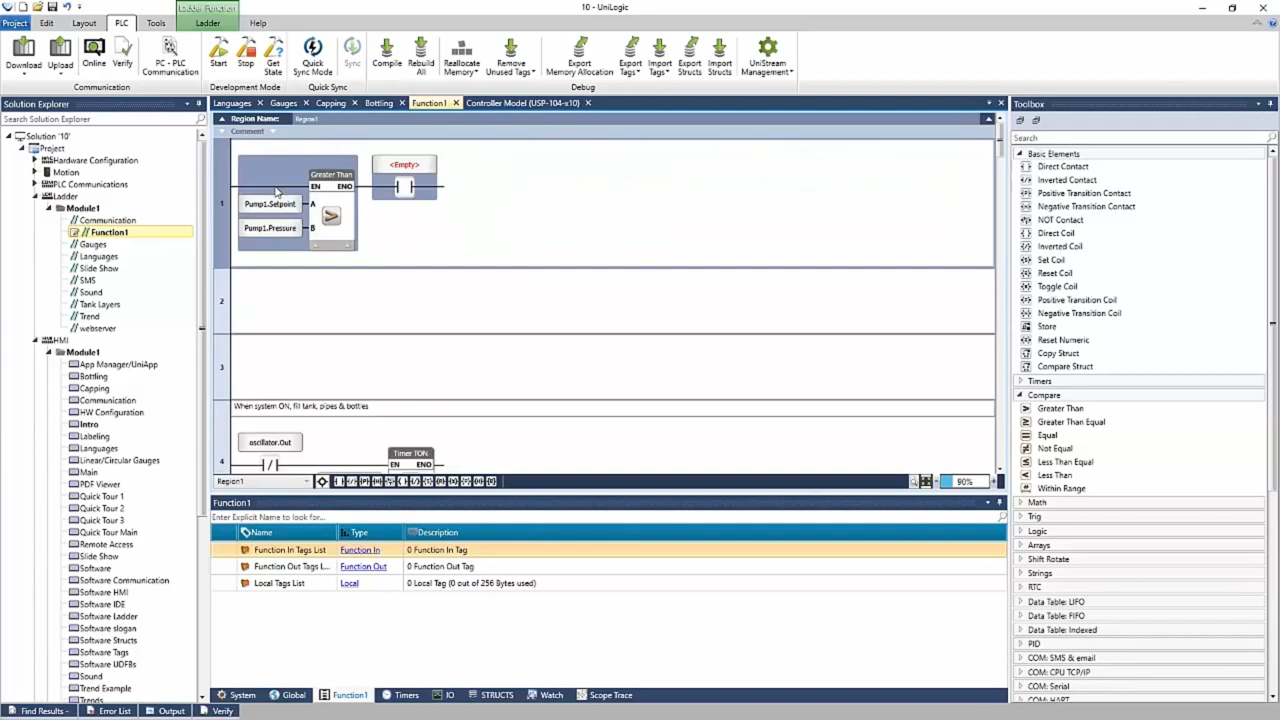 10 - UniLogic
Ladder Function
Project Edit Layout PLC Tools Ladder Help
Download Upload Online Verify PC - PLC Communication Start Stop Get State Quick Sync Mode Sync Compile Rebuild All Reallocate Memory Remove Unused Tags Export Memory Allocation Export Tags Import Tags Export Structs Import Structs UniStream Management
Communication Development Mode Quick Sync Debug
Solution Explorer
Search Solution Explorer
Solution '10'
Project
Hardware Configuration
Motion
PLC Communications
Ladder
Module1
Communication
Function1
Gauges
Languages
Slide Show
SMS
Sound
Tank Layers
Trend
webserver
HMI
Module1
App Manager/UniApp
Bottling
Capping
Communication
HW Configuration
Intro
Labeling
Languages
Linear/Circular Gauges
Main
PDF Viewer
Quick Tour 1
Quick Tour 2
Quick Tour 3
Quick Tour Main
Remote Access
Slide Show
Software
Software Communication
Software HMI
Software IDE
Software Ladder
Software slogan
Software Structs
Software Tags
Software UDFBs
Sound
Trend Example
Trends
Languages Gauges Capping Bottling Function1 Controller Model (USP-104-x10)
Region Name: Region1
Comment
1
Greater Than
EN ENO
Pump1.Setpoint A
Pump1.Pressure B
<Empty>
2
3
When system ON, fill tank, pipes & bottles
4
oscillator.Out
Timer TON
EN ENO
Region1
90%
Function1
Enter Explicit Name to look for...
Name Type Description
Function In Tags List Function In 0 Function In Tag
Function Out Tags L... Function Out 0 Function Out Tag
Local Tags List Local 0 Local Tag (0 out of 256 Bytes used)
System Global Function1 Timers IO STRUCTS Watch Scope Trace
Toolbox
Search
Basic Elements
Direct Contact
Inverted Contact
Positive Transition Contact
Negative Transition Contact
NOT Contact
Direct Coil
Inverted Coil
Set Coil
Reset Coil
Toggle Coil
Positive Transition Coil
Negative Transition Coil
Store
Reset Numeric
Copy Struct
Compare Struct
Timers
Compare
Greater Than
Greater Than Equal
Equal
Not Equal
Less Than Equal
Less Than
Within Range
Math
Trig
Logic
Arrays
Shift Rotate
Strings
RTC
Data Table: LIFO
Data Table: FIFO
Data Table: Indexed
PID
COM: SMS & email
COM: TCP/IP
COM: Serial
COM: HART
Find Results - Error List Output Verify